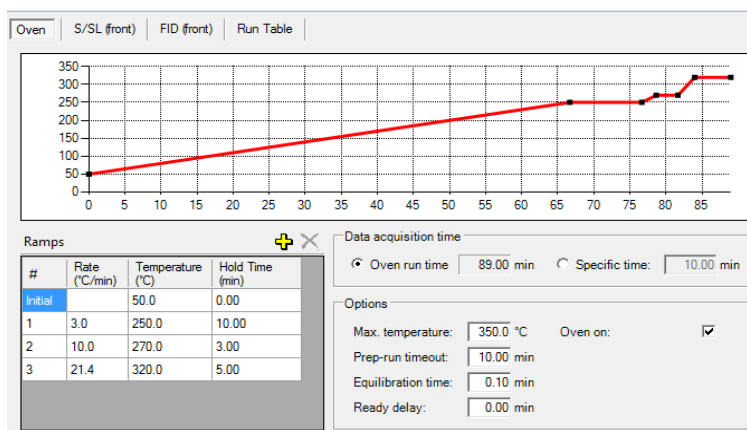 Oven S/SL (front) FID (front) Run Table
350
300
250
200
150
100
50
0
0 5 10 15 20 25 30 35 40 45 50 55 60 65 70 75 80 85
Ramps
# Rate (°C/min) Temperature (°C) Hold Time (min)
Initial 50.0 0.00
1 3.0 250.0 10.00
2 10.0 270.0 3.00
3 21.4 320.0 5.00
Data acquisition time
Oven run time 89.00 min Specific time: 10.00 min
Options
Max. temperature: 350.0 °C Oven on:
Prep-run timeout: 10.00 min
Equilibration time: 0.10 min
Ready delay: 0.00 min